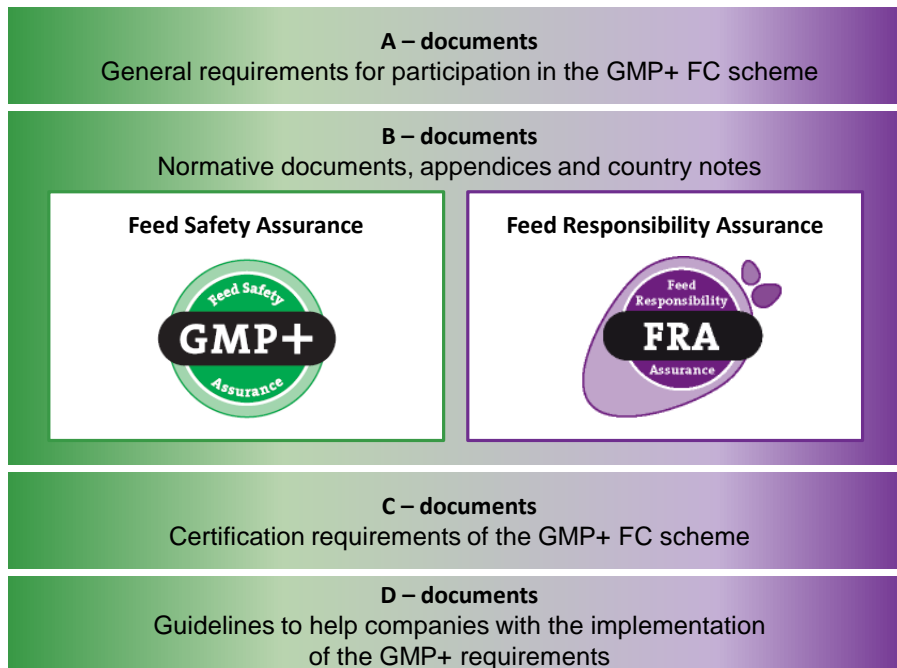 A – documents
General requirements for participation in the GMP+ FC scheme
B – documents
Normative documents, appendices and country notes
Feed Safety Assurance
Feed Safety
GMP+
Assurance
Feed Responsibility Assurance
Feed
Responsibility
FRA
Assurance
C – documents
Certification requirements of the GMP+ FC scheme
D – documents
Guidelines to help companies with the implementation
of the GMP+ requirements